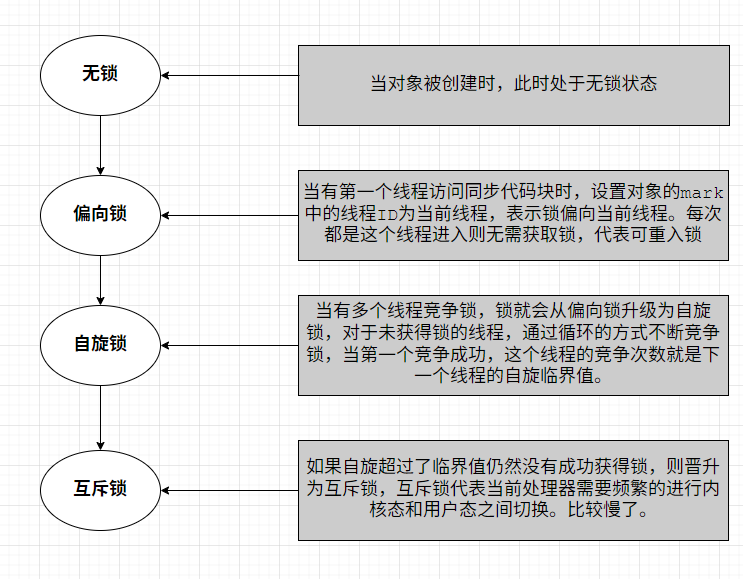 无锁
当对象被创建时，此时处于无锁状态
偏向锁
当有第一个线程访问同步代码块时，设置对象的mark
中的线程ID为当前线程，表示锁偏向当前线程。每次
都是这个线程进入则无需获取锁，代表可重入锁
自旋锁
当有多个线程竞争锁，锁就会从偏向锁升级为自旋
锁，对于未获得锁的线程，通过循环的方式不断竞争
锁，当第一个竞争成功，这个线程的竞争次数就是下
一个线程的自旋临界值。
互斥锁
如果自旋超过了临界值仍然没有成功获得锁，则晋升
为互斥锁，互斥锁代表当前处理器需要频繁的进行内
核态和用户态之间切换。比较慢了。